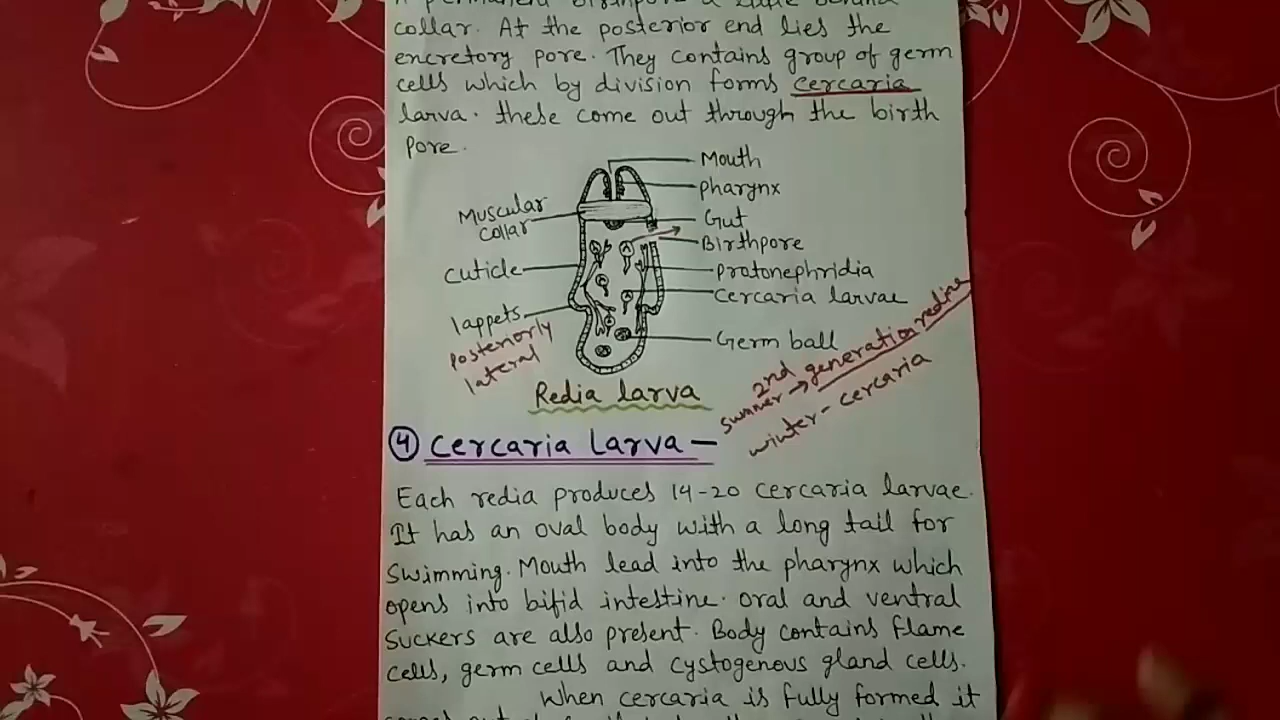 collar. At the posterior end lies the
encretory pore. They contains group of germ
cells which by division forms cercaria
larva. these come out through the birth
pore.
Mouth
pharynx
Muscular
collar
Gut
Birthpore
cuticle
protonephridia
cercaria larvae
lappets
posteriorly
lateral
Germ ball
Redia larva
2nd
summer → generation rediae
winter - cercaria
4 cercaria Larva -
Each redia produces 14-20 cercaria larvae.
It has an oval body with a long tail for
swimming. Mouth lead into the pharynx which
opens into bifid intestine. oral and ventral
suckers are also present. Body contains flame
cells, germ cells and cystogenous gland cells.
When cercaria is fully formed it